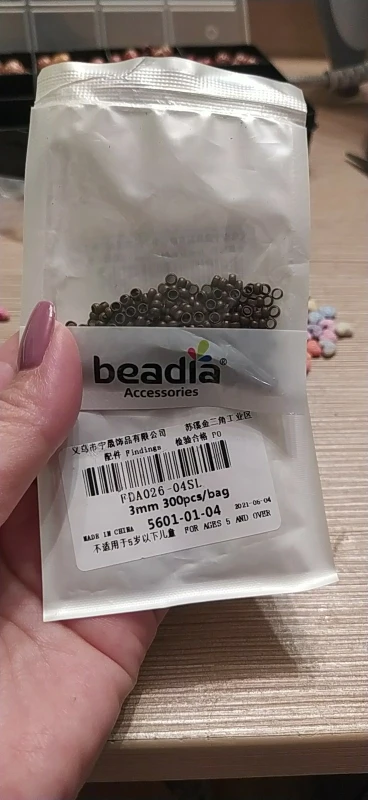 beadia®
Accessories
义乌市宁晟饰品有限公司 苏溪金三角工业区
配件 Findings 检验合格 PO
FDA026-04SL
3mm 300pcs/bag
MADE IN CHINA 5601-01-04 2021-06-04
不适用于5岁以下儿童 FOR AGES 5 AND OVER